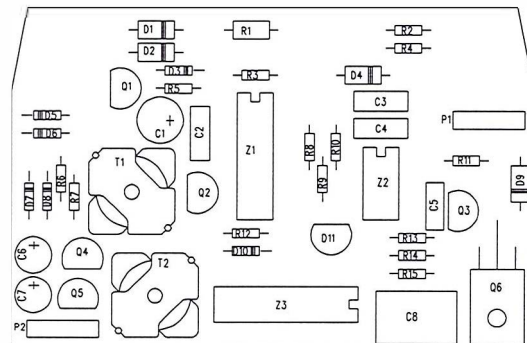 D1
R1
R2
D2
R4
D3
R3
D4
Q1
R5
C3
P1
D5
C1
C2
C4
D6
Z1
R8
R10
T1
R11
R6
Z2
R9
D9
D7
D8
R7
Q2
C5
Q3
R12
D11
R13
C6
Q4
D10
R14
T2
R15
C7
Q5
Q6
Z3
C8
P2